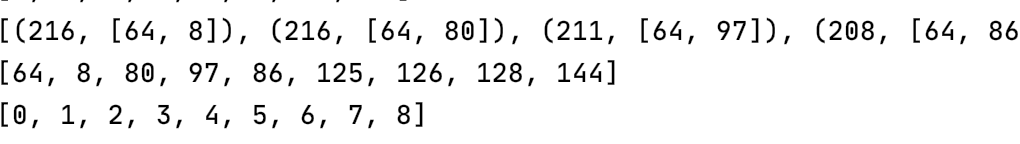 [(216, [64, 8]), (216, [64, 80]), (211, [64, 97]), (208, [64, 86
[64, 8, 80, 97, 86, 125, 126, 128, 144]
[0, 1, 2, 3, 4, 5, 6, 7, 8]